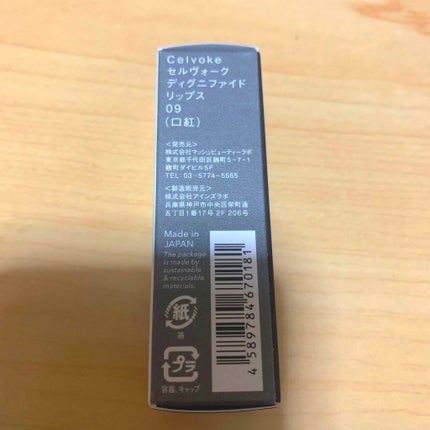 Celvoke
セルヴォーク
ディグニファイド
リップス
09
(口紅)
<発売元>
株式会社マッシュビューティーラボ
東京都千代田区麹町5-7-1
麹町ダイビル5F
TEL: 03-5774-5565
<製造販売元>
株式会社アインズラボ
兵庫県神戸市中央区栄町通
五丁目1番17号 2F 206号
Made in
JAPAN
The package
is made by
sustainable
& recyclable
materials.
紙
箱
プラ
容器、キャップ
4 589784 670181